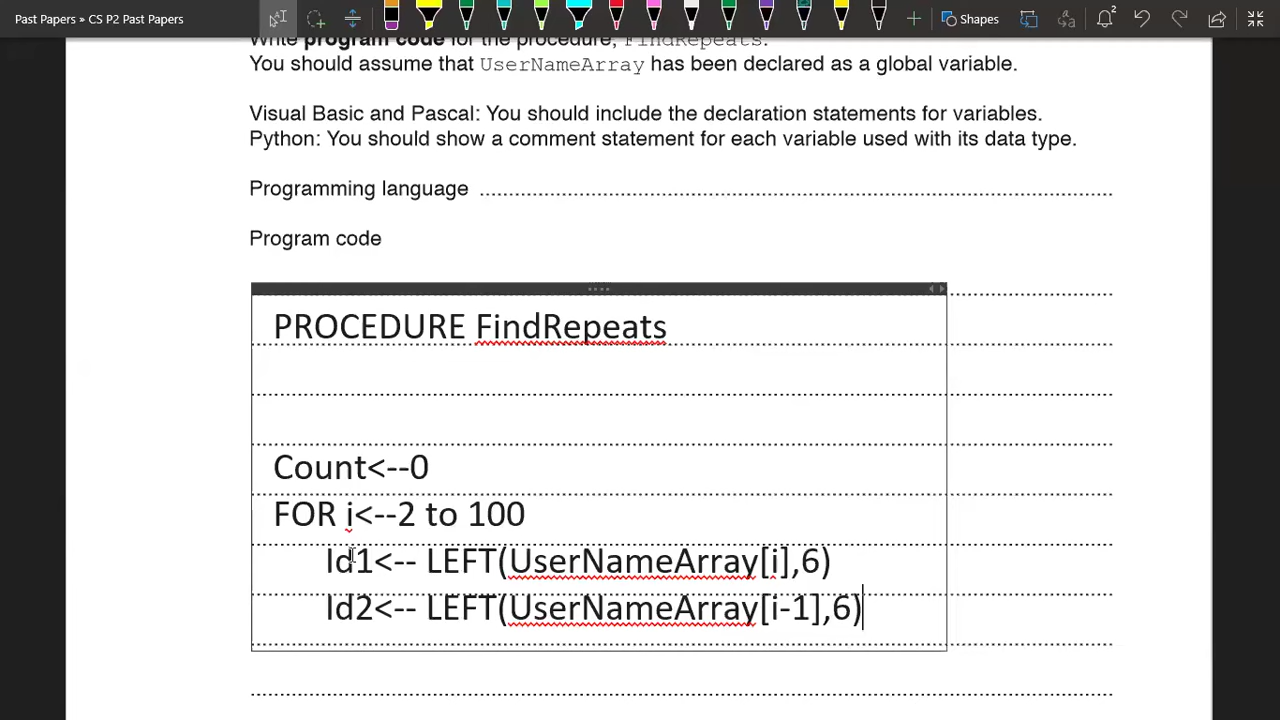 Past Papers » CS P2 Past Papers
Shapes
2
Write program code for the procedure, FindRepeats.
You should assume that UserNameArray has been declared as a global variable.
Visual Basic and Pascal: You should include the declaration statements for variables.
Python: You should show a comment statement for each variable used with its data type.
Programming language
Program code
PROCEDURE FindRepeats
Count<--0
FOR i<--2 to 100
Id1<-- LEFT(UserNameArray[i],6)
Id2<-- LEFT(UserNameArray[i-1],6)